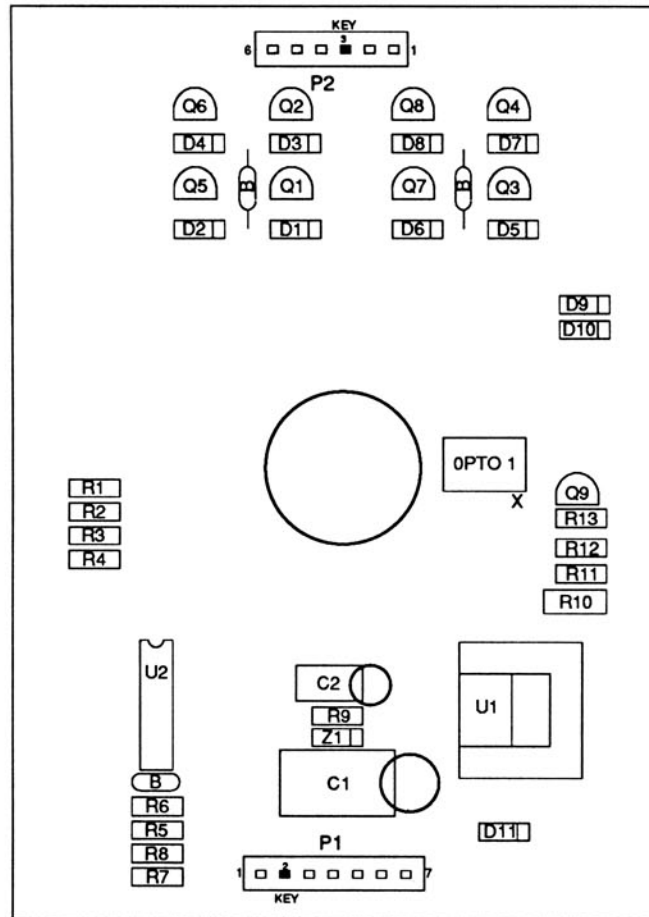 KEY
6 3 1
P2
Q6 Q2 Q8 Q4
D4 D3 D8 D7
Q5 B Q1 Q7 B Q3
D2 D1 D6 D5
D9
D10
0PTO 1
X
Q9
R1
R2
R3
R4
R13
R12
R11
R10
U2
C2
U1
R9
Z1
C1
B
R6
R5
R8
R7
D11
P1
1 2 7
KEY